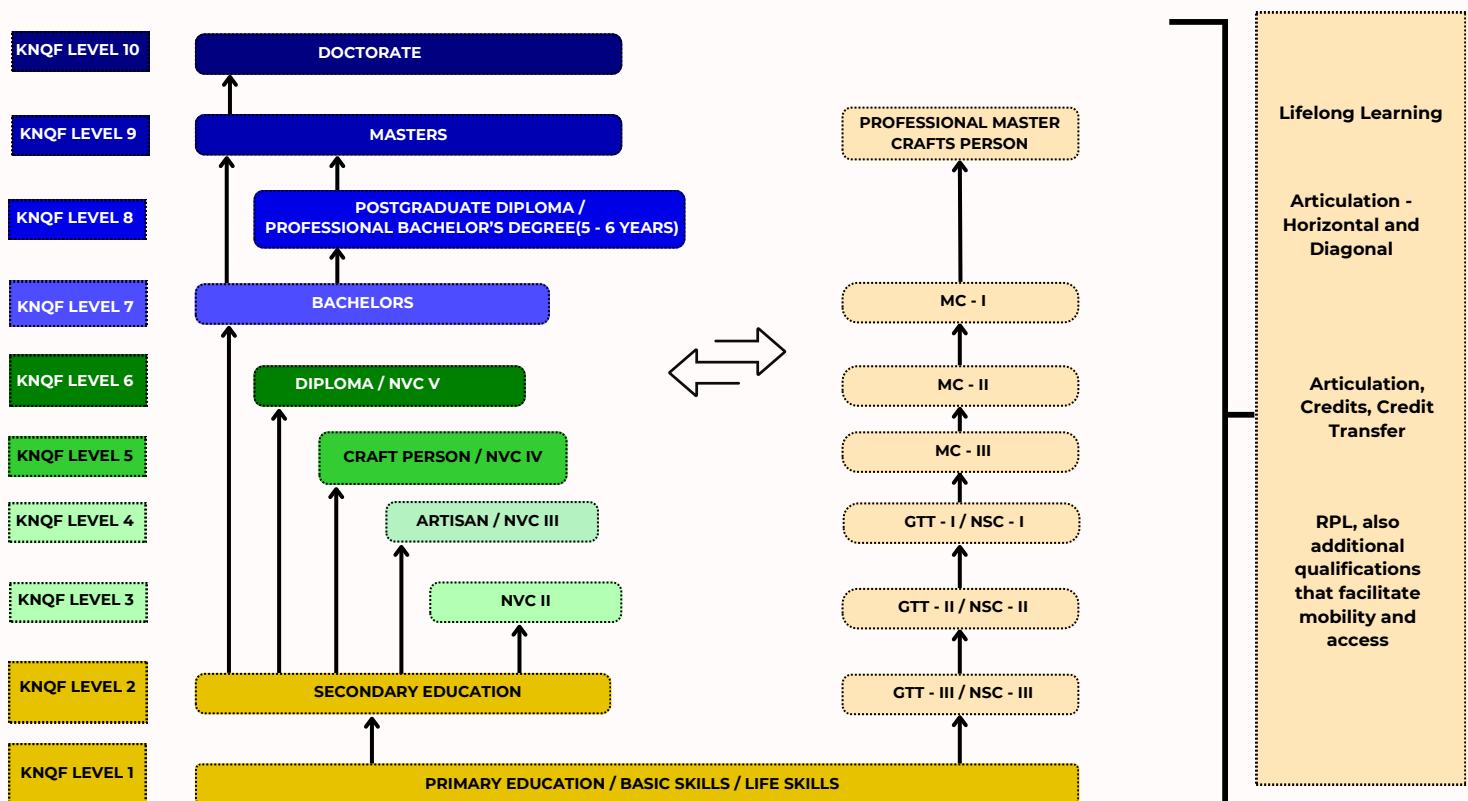 KNQF LEVEL 10
DOCTORATE
KNQF LEVEL 9
MASTERS
PROFESSIONAL MASTER
CRAFTS PERSON
KNQF LEVEL 8
POSTGRADUATE DIPLOMA /
PROFESSIONAL BACHELOR'S DEGREE(5 - 6 YEARS)
KNQF LEVEL 7
BACHELORS
MC - I
KNQF LEVEL 6
DIPLOMA / NVC V
MC - II
KNQF LEVEL 5
CRAFT PERSON / NVC IV
MC - III
KNQF LEVEL 4
ARTISAN / NVC III
GTT - I / NSC - I
KNQF LEVEL 3
NVC II
GTT - II / NSC - II
KNQF LEVEL 2
SECONDARY EDUCATION
GTT - III / NSC - III
KNQF LEVEL 1
PRIMARY EDUCATION / BASIC SKILLS / LIFE SKILLS
Lifelong Learning
Articulation -
Horizontal and
Diagonal
Articulation,
Credits, Credit
Transfer
RPL, also
additional
qualifications
that facilitate
mobility and
access